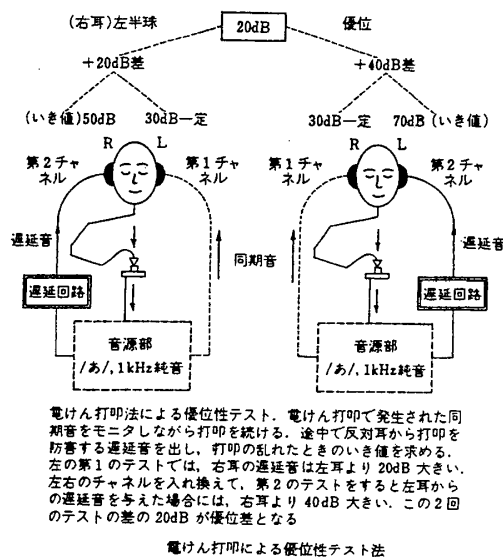 (右耳)左半球 20dB 優位
+20dB差 +40dB差
(いき値)50dB 30dB一定 30dB一定 70dB(いき値)
R L R L
第2チャネル 第1チャネル 第1チャネル 第2チャネル
遅延音 同期音 遅延音
遅延回路 遅延回路
音源部 音源部
/あ/,1kHz純音 /あ/,1kHz純音
電けん打叩法による優位性テスト.電けん打叩で発生された同
期音をモニタしながら打叩を続ける.途中で反対耳から打叩を
防害する遅延音を出し,打叩の乱れたときのいき値を求める.
左の第1のテストでは,右耳の遅延音は左耳より20dB大きい.
左右のチャネルを入れ換えて,第2のテストをすると左耳から
の遅延音を与えた場合には,右耳より40dB大きい.この2回
のテストの差の20dBが優位差となる
電けん打叩による優位性テスト法